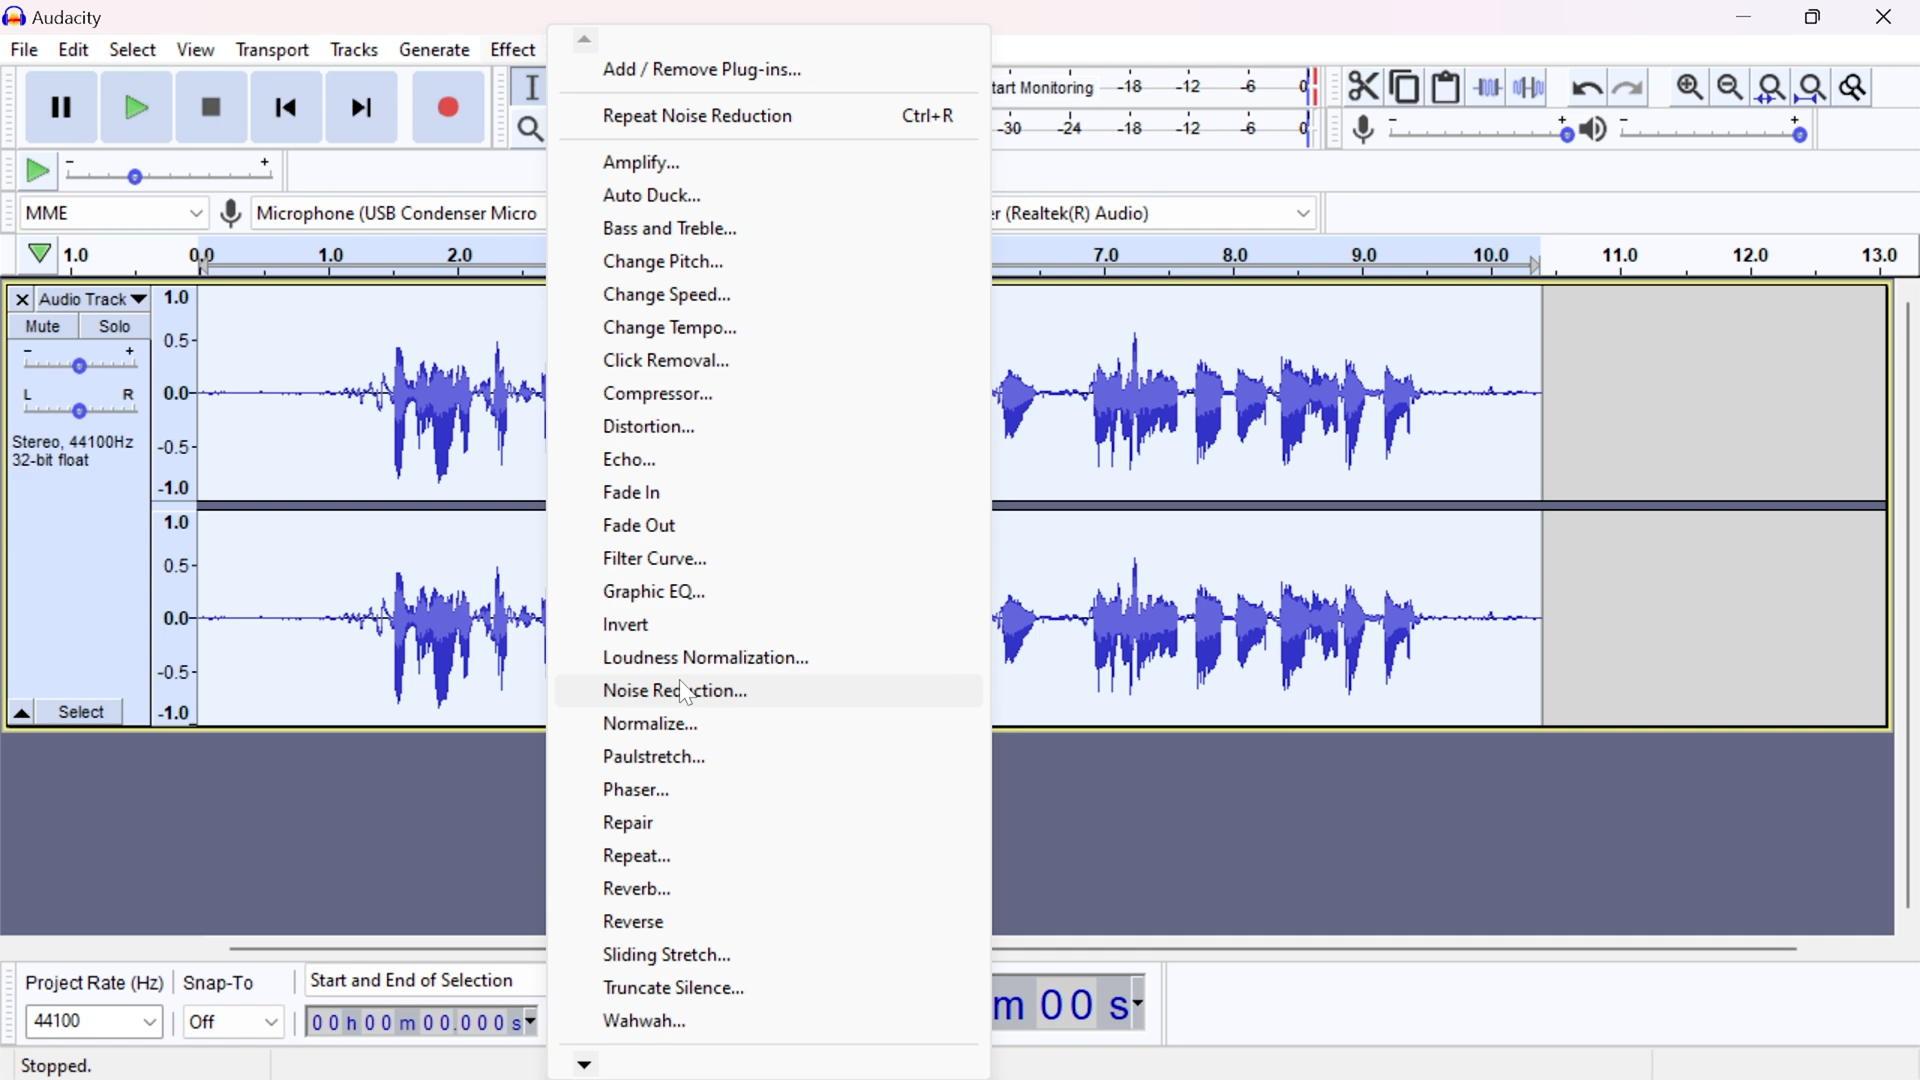 Audacity
File Edit Select View Transport Tracks Generate Effect
Add / Remove Plug-ins...
Repeat Noise Reduction Ctrl+R
Amplify...
Auto Duck...
Bass and Treble...
Change Pitch...
Change Speed...
Change Tempo...
Click Removal...
Compressor...
Distortion...
Echo...
Fade In
Fade Out
Filter Curve...
Graphic EQ...
Invert
Loudness Normalization...
Noise Reduction...
Normalize...
Paulstretch...
Phaser...
Repair
Repeat...
Reverb...
Reverse
Sliding Stretch...
Truncate Silence...
Wahwah...
tart Monitoring -18 -12 -6 0
-30 -24 -18 -12 -6 0
- + - +
- +
MME Microphone (USB Condenser Micro r (Realtek(R) Audio)
1.0 0.0 1.0 2.0 7.0 8.0 9.0 10.0 11.0 12.0 13.0
Audio Track
Mute Solo
- +
L R
Stereo, 44100Hz
32-bit float
Select
1.0
0.5-
0.0-
-0.5-
-1.0
1.0
0.5-
0.0-
-0.5-
-1.0
Project Rate (Hz) Snap-To Start and End of Selection
44100 Off 00h00m00.000s m 00 s
Stopped.